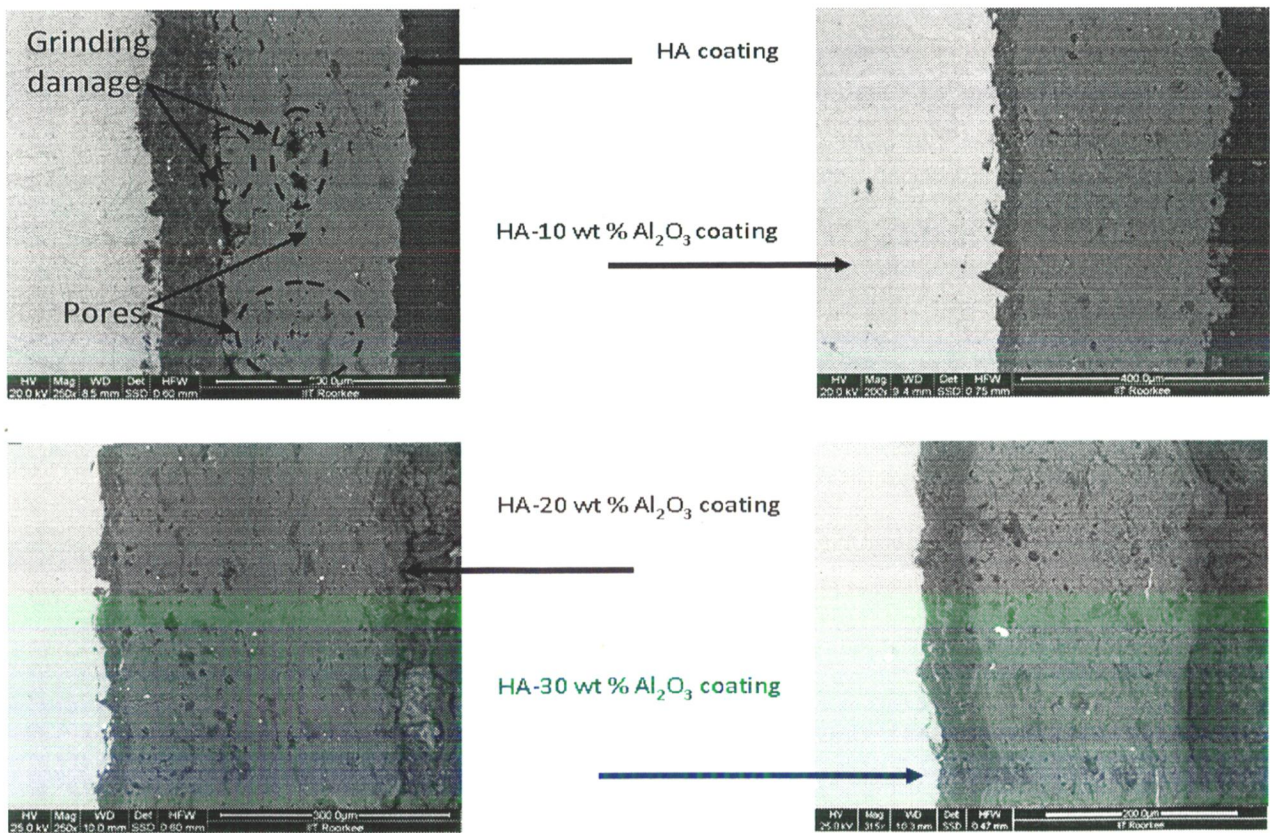 Grinding
damage
HA coating
HA-10 wt % Al₂O₃ coating
Pores
HV Mag WD Det HFW
20.0 kV 250x 8.5 mm SSD 0.60 mm IIT Roorkee
HV Mag WD Det HFW 400.0µm
20.0 kV 200x 9.4 mm SSD 0.75 mm IIT Roorkee
HA-20 wt % Al₂O₃ coating
HA-30 wt % Al₂O₃ coating
HV Mag WD Det HFW 300.0µm
25.0 kV 250x 10.0 mm SSD 0.60 mm IIT Roorkee
HV Mag WD Det HFW 200.0µm
25.0 kV 315x 10.3 mm SSD 0.47 mm IIT Roorkee